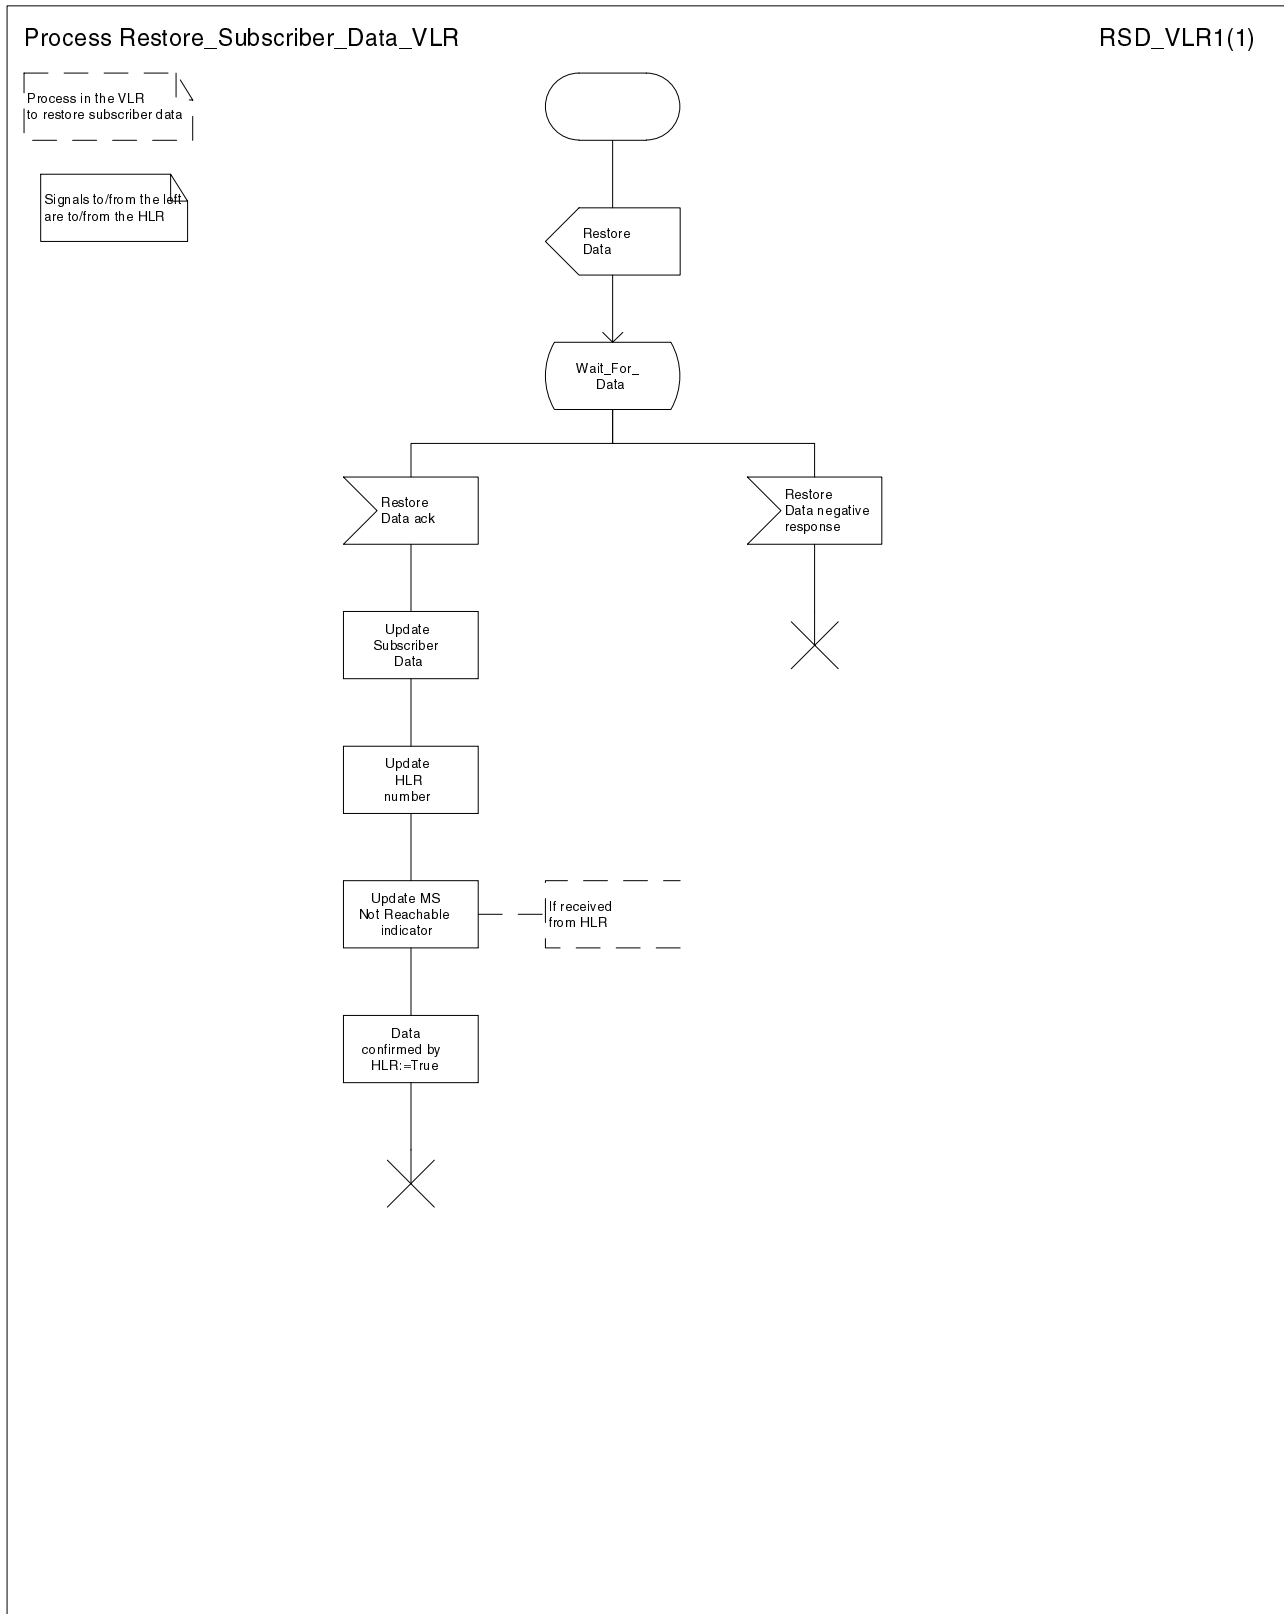 Process Restore_Subscriber_Data_VLR
RSD_VLR1(1)
Process in the VLR
to restore subscriber data
Signals to/from the left
are to/from the HLR
Restore
Data
Wait_For_
Data
Restore
Data ack
Restore
Data negative
response
Update
Subscriber
Data
Update
HLR
number
Update MS
Not Reachable
indicator
If received
from HLR
Data
confirmed by
HLR:=True